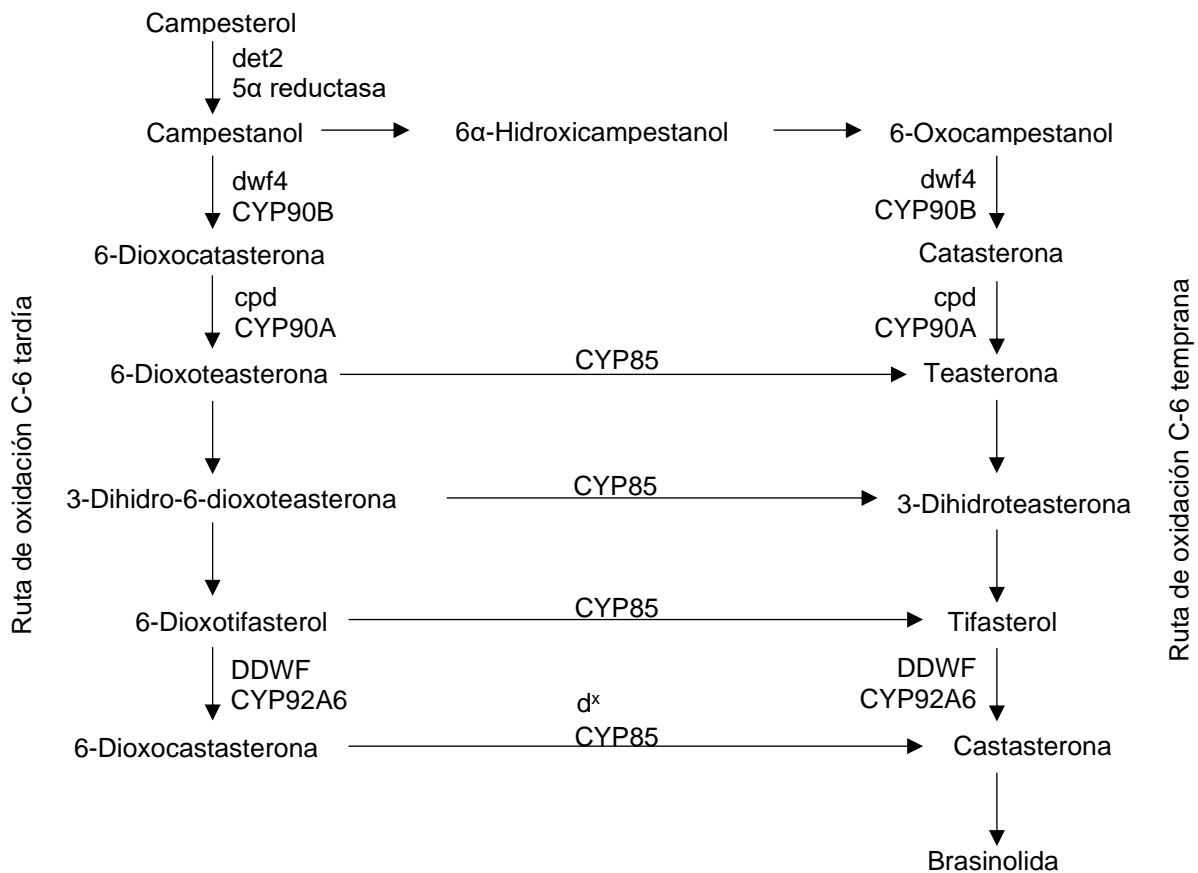 Campesterol
det2
5α reductasa
Campestanol
6α-Hidroxicampestanol
6-Oxocampestanol
dwf4
CYP90B
dwf4
CYP90B
6-Dioxocatasterona
Catasterona
cpd
CYP90A
cpd
CYP90A
6-Dioxoteasterona
CYP85
Teasterona
3-Dihidro-6-dioxoteasterona
CYP85
3-Dihidroteasterona
6-Dioxotifasterol
CYP85
Tifasterol
DDWF
CYP92A6
dˣ
CYP85
DDWF
CYP92A6
6-Dioxocastasterona
Castasterona
Brasinolida
Ruta de oxidación C-6 tardía
Ruta de oxidación C-6 temprana